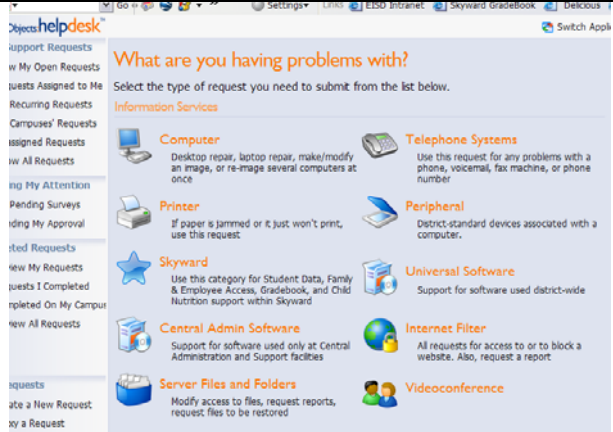 Go
Settings
Links
EISD Intranet
Skyward GradeBook
Delicious
Objects helpdesk
Switch Appl
upport Requests
w My Open Requests
uests Assigned to Me
Recurring Requests
Campuses' Requests
assigned Requests
ow All Requests
ng My Attention
Pending Surveys
nding My Approval
eted Requests
view My Requests
uests I Completed
mpleted On My Campus
view All Requests
equests
ate a New Request
py a Request
What are you having problems with?
Select the type of request you need to submit from the list below.
Information Services
Computer
Desktop repair, laptop repair, make/modify
an image, or re-image several computers at
once
Telephone Systems
Use this request for any problems with a
phone, voicemail, fax machine, or phone
number
Printer
If paper is jammed or it just won't print,
use this request
Peripheral
District-standard devices associated with a
computer.
Skyward
Use this category for Student Data, Family
& Employee Access, Gradebook, and Child
Nutrition support within Skyward
Universal Software
Support for software used district-wide
Central Admin Software
Support for software used only at Central
Administration and Support facilities
Internet Filter
All requests for access to or to block a
website. Also, request a report
Server Files and Folders
Modify access to files, request reports,
request files to be restored
Videoconference